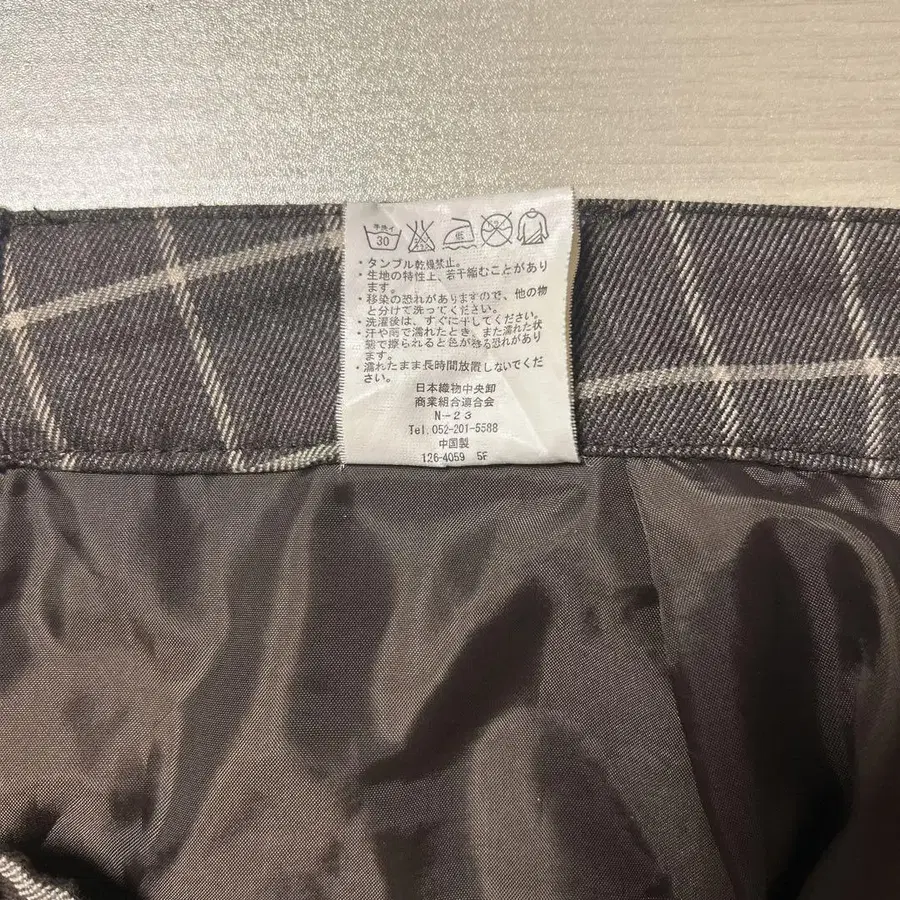 手洗イ
30
低
・タンブル乾燥禁止。
・生地の特性上、若干縮むことがあり
ます。
・移染の恐れがありますので、他の物
と分けて洗ってください。
・洗濯後は、すぐに干してください。
・汗や雨で濡れたとき、また濡れた状
態で擦られると色が移る恐れがあり
ます。
・濡れたまま長時間放置しないでくだ
さい。
日本織物中央卸
商業組合連合会
N-23
Tel.052-201-5588
中国製
126-4059 5F